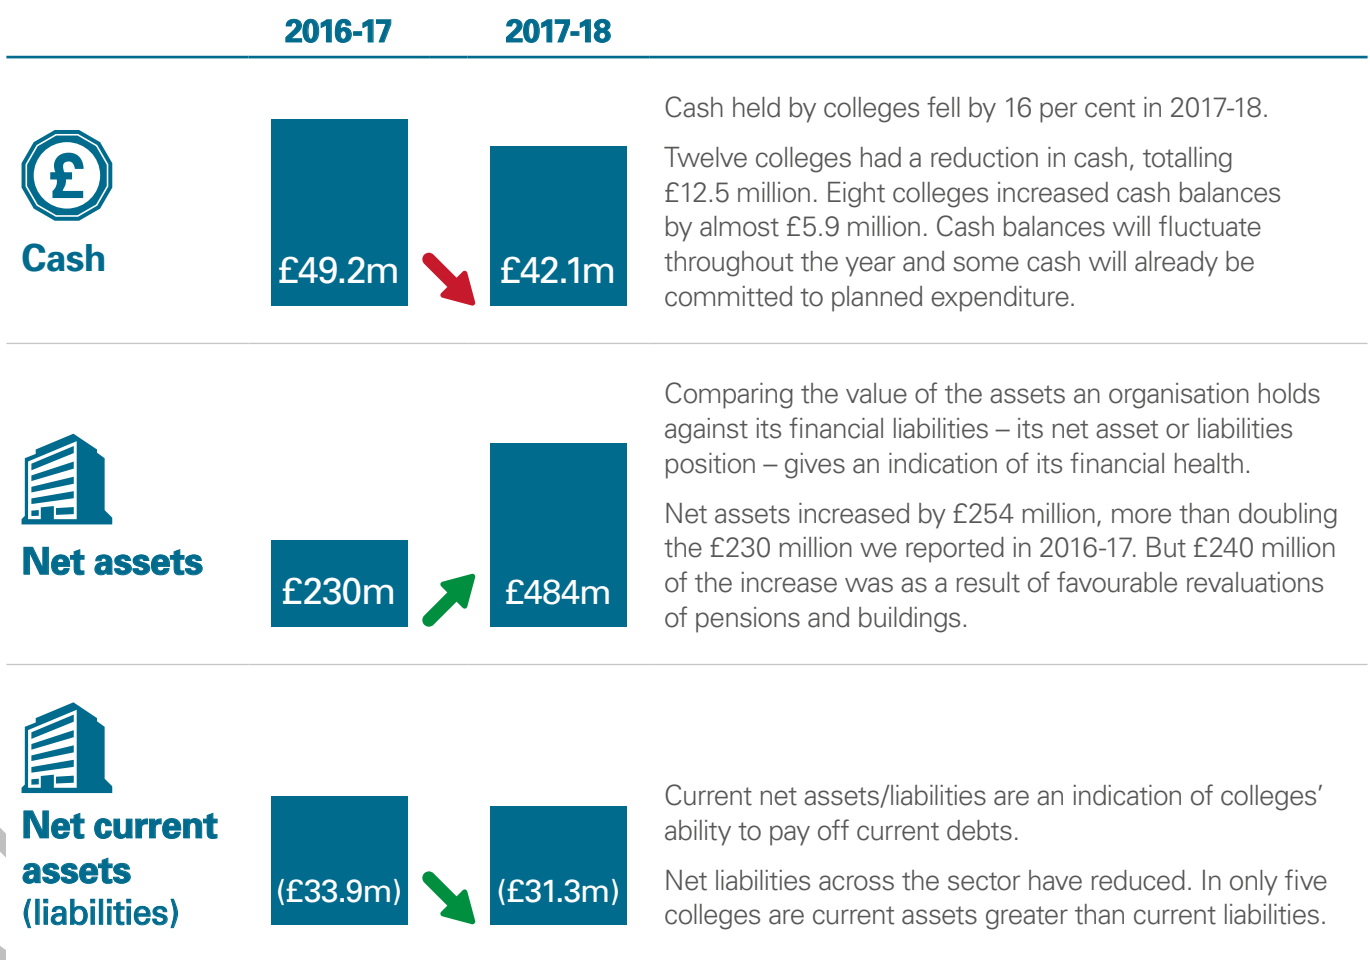 2016-17 2017-18
Cash
£49.2m
£42.1m
Cash held by colleges fell by 16 per cent in 2017-18.
Twelve colleges had a reduction in cash, totalling
£12.5 million. Eight colleges increased cash balances
by almost £5.9 million. Cash balances will fluctuate
throughout the year and some cash will already be
committed to planned expenditure.
Net assets
£230m
£484m
Comparing the value of the assets an organisation holds
against its financial liabilities – its net asset or liabilities
position – gives an indication of its financial health.
Net assets increased by £254 million, more than doubling
the £230 million we reported in 2016-17. But £240 million
of the increase was as a result of favourable revaluations
of pensions and buildings.
Net current
assets
(liabilities)
(£33.9m)
(£31.3m)
Current net assets/liabilities are an indication of colleges’
ability to pay off current debts.
Net liabilities across the sector have reduced. In only five
colleges are current assets greater than current liabilities.